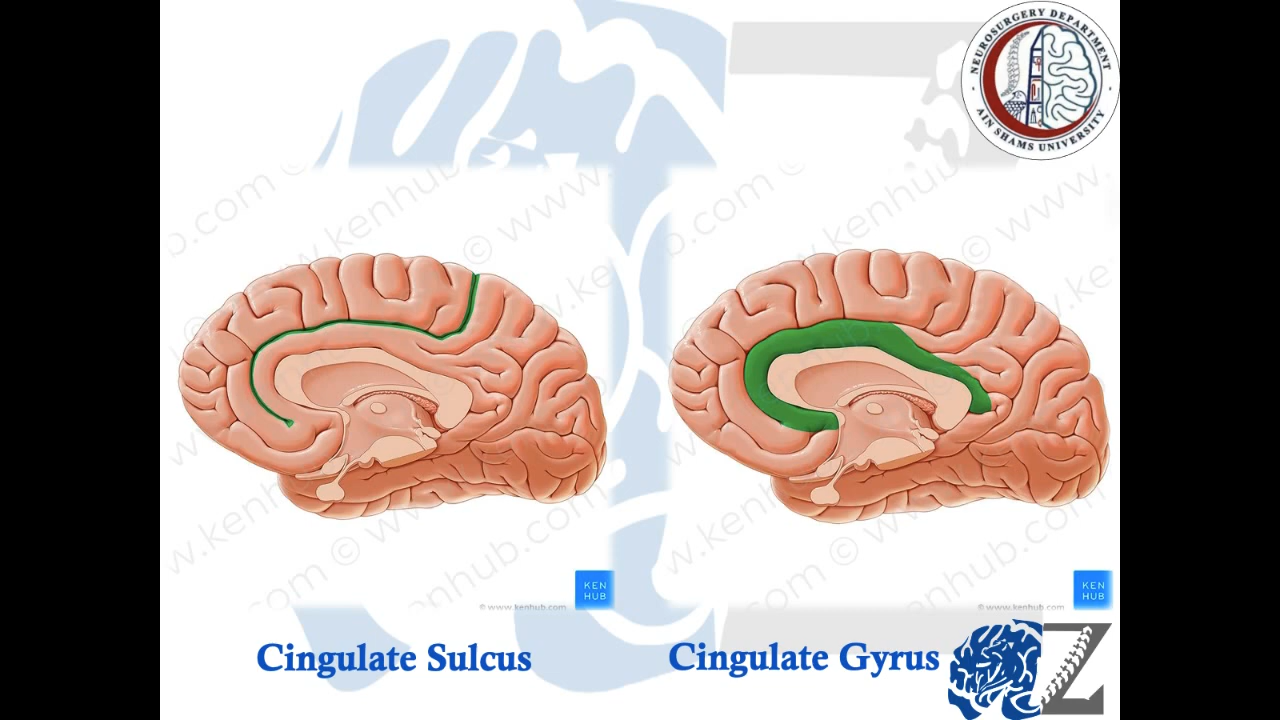 NEUROSURGERY DEPARTMENT
AIN SHAMS UNIVERSITY
KEN
HUB
© www.kenhub.com
KEN
HUB
© www.kenhub.com
Cingulate Sulcus
Cingulate Gyrus
Z